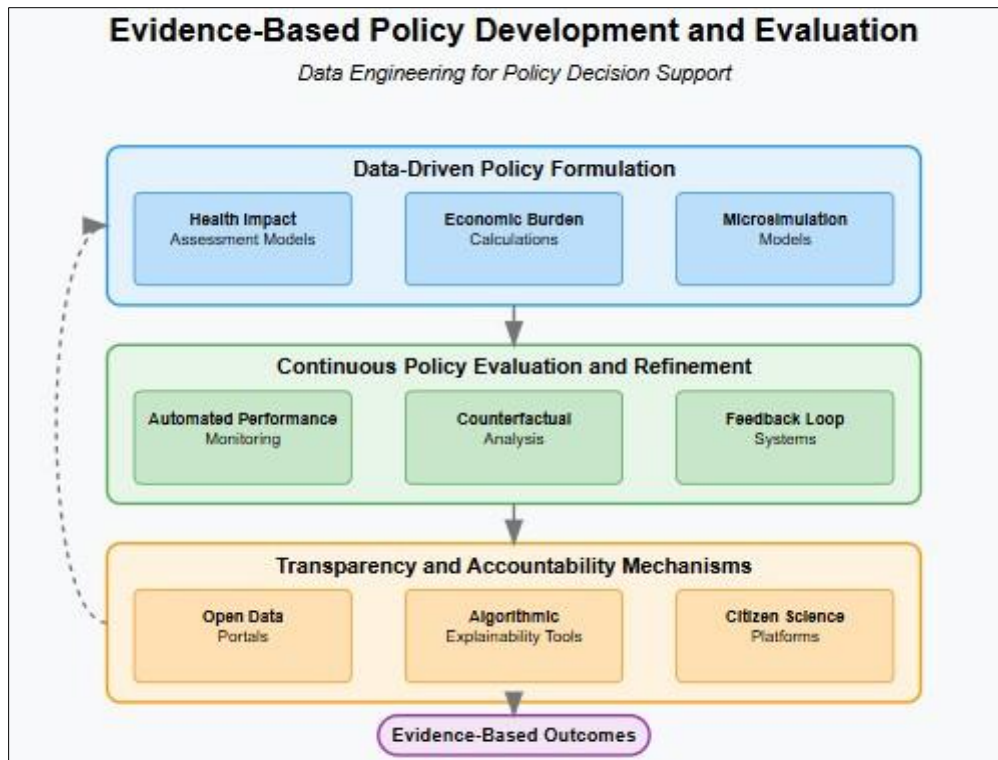 Evidence-Based Policy Development and Evaluation
Data Engineering for Policy Decision Support
Data-Driven Policy Formulation
Health Impact
Assessment Models
Economic Burden
Calculations
Microsimulation
Models
Continuous Policy Evaluation and Refinement
Automated Performance
Monitoring
Counterfactual
Analysis
Feedback Loop
Systems
Transparency and Accountability Mechanisms
Open Data
Portals
Algorithmic
Explainability Tools
Citizen Science
Platforms
Evidence-Based Outcomes